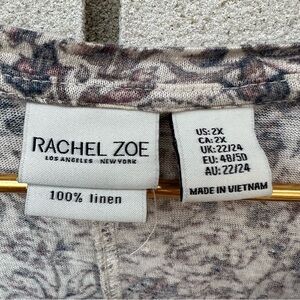 RACHEL ZOE
LOS ANGELES NEW YORK
100% linen
US: 2X
CA: 2X
UK: 22/24
EU: 48/50
AU: 22/24
MADE IN VIETNAM